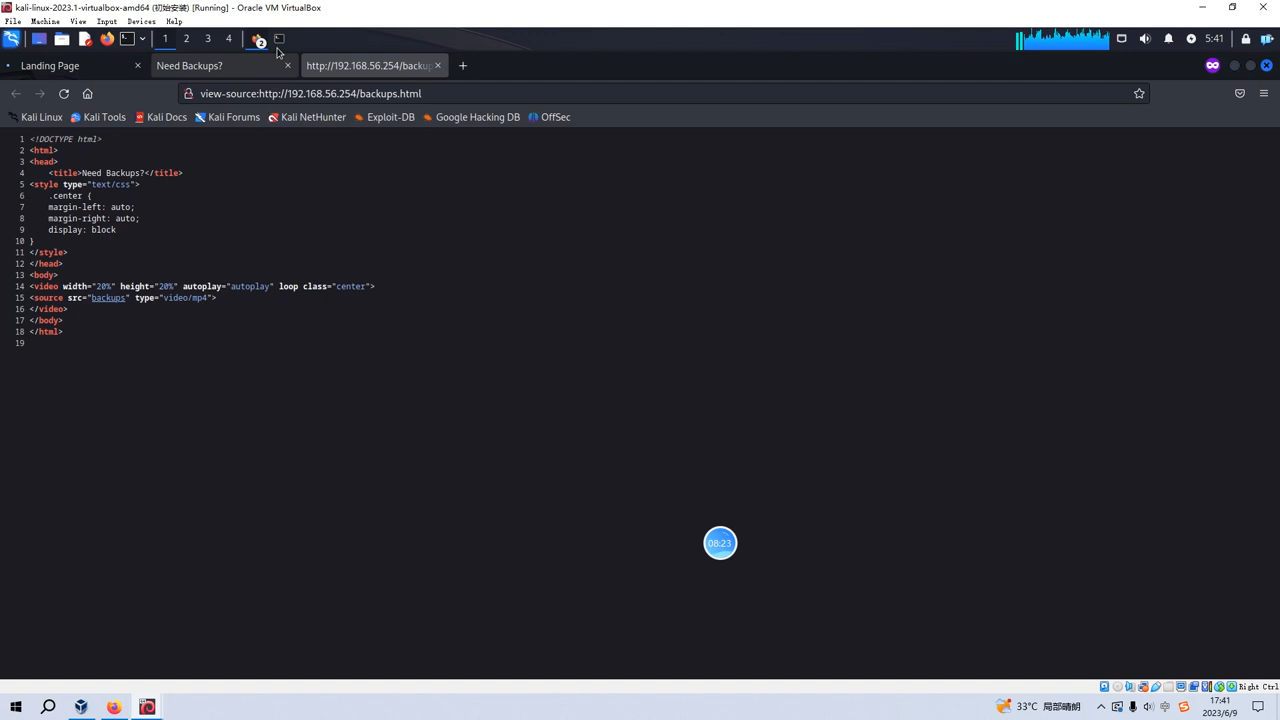 kali-linux-2023.1-virtualbox-amd64 (初始安装) [Running] - Oracle VM VirtualBox
File Machine View Input Devices Help
1 2 3 4 2 5:41
Landing Page Need Backups? http://192.168.56.254/backup
view-source:http://192.168.56.254/backups.html
Kali Linux Kali Tools Kali Docs Kali Forums Kali NetHunter Exploit-DB Google Hacking DB OffSec
1 <!DOCTYPE html>
2 <html>
3 <head>
4 <title>Need Backups?</title>
5 <style type="text/css">
6 .center {
7 margin-left: auto;
8 margin-right: auto;
9 display: block
10 }
11 </style>
12 </head>
13 <body>
14 <video width="20%" height="20%" autoplay="autoplay" loop class="center">
15 <source src="backups" type="video/mp4">
16 </video>
17 </body>
18 </html>
19
08:23
Right Ctrl
33°C 局部晴朗 中 17:41
2023/6/9